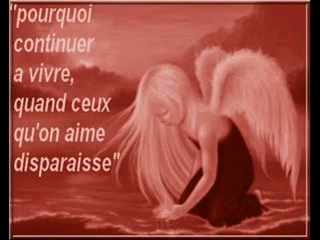 "pourquoi
continuer
a vivre,
quand ceux
qu'on aime
disparaisse"